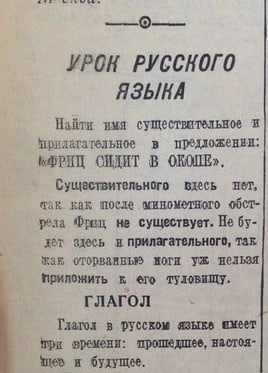 УРОК РУССКОГО
ЯЗЫКА
Найти имя существительное и
прилагательное в предложении:
«ФРИЦ СИДИТ В ОКОПЕ».
Существительного здесь нет,
так как после минометного обст-
рела Фриц не существует. Не бу-
дет здесь и прилагательного, так
как оторванные ноги уж нельзя
приложить к его туловищу.
ГЛАГОЛ
Глагол в русском языке имеет
три времени: прошедшее, настоя-
щее и будущее.